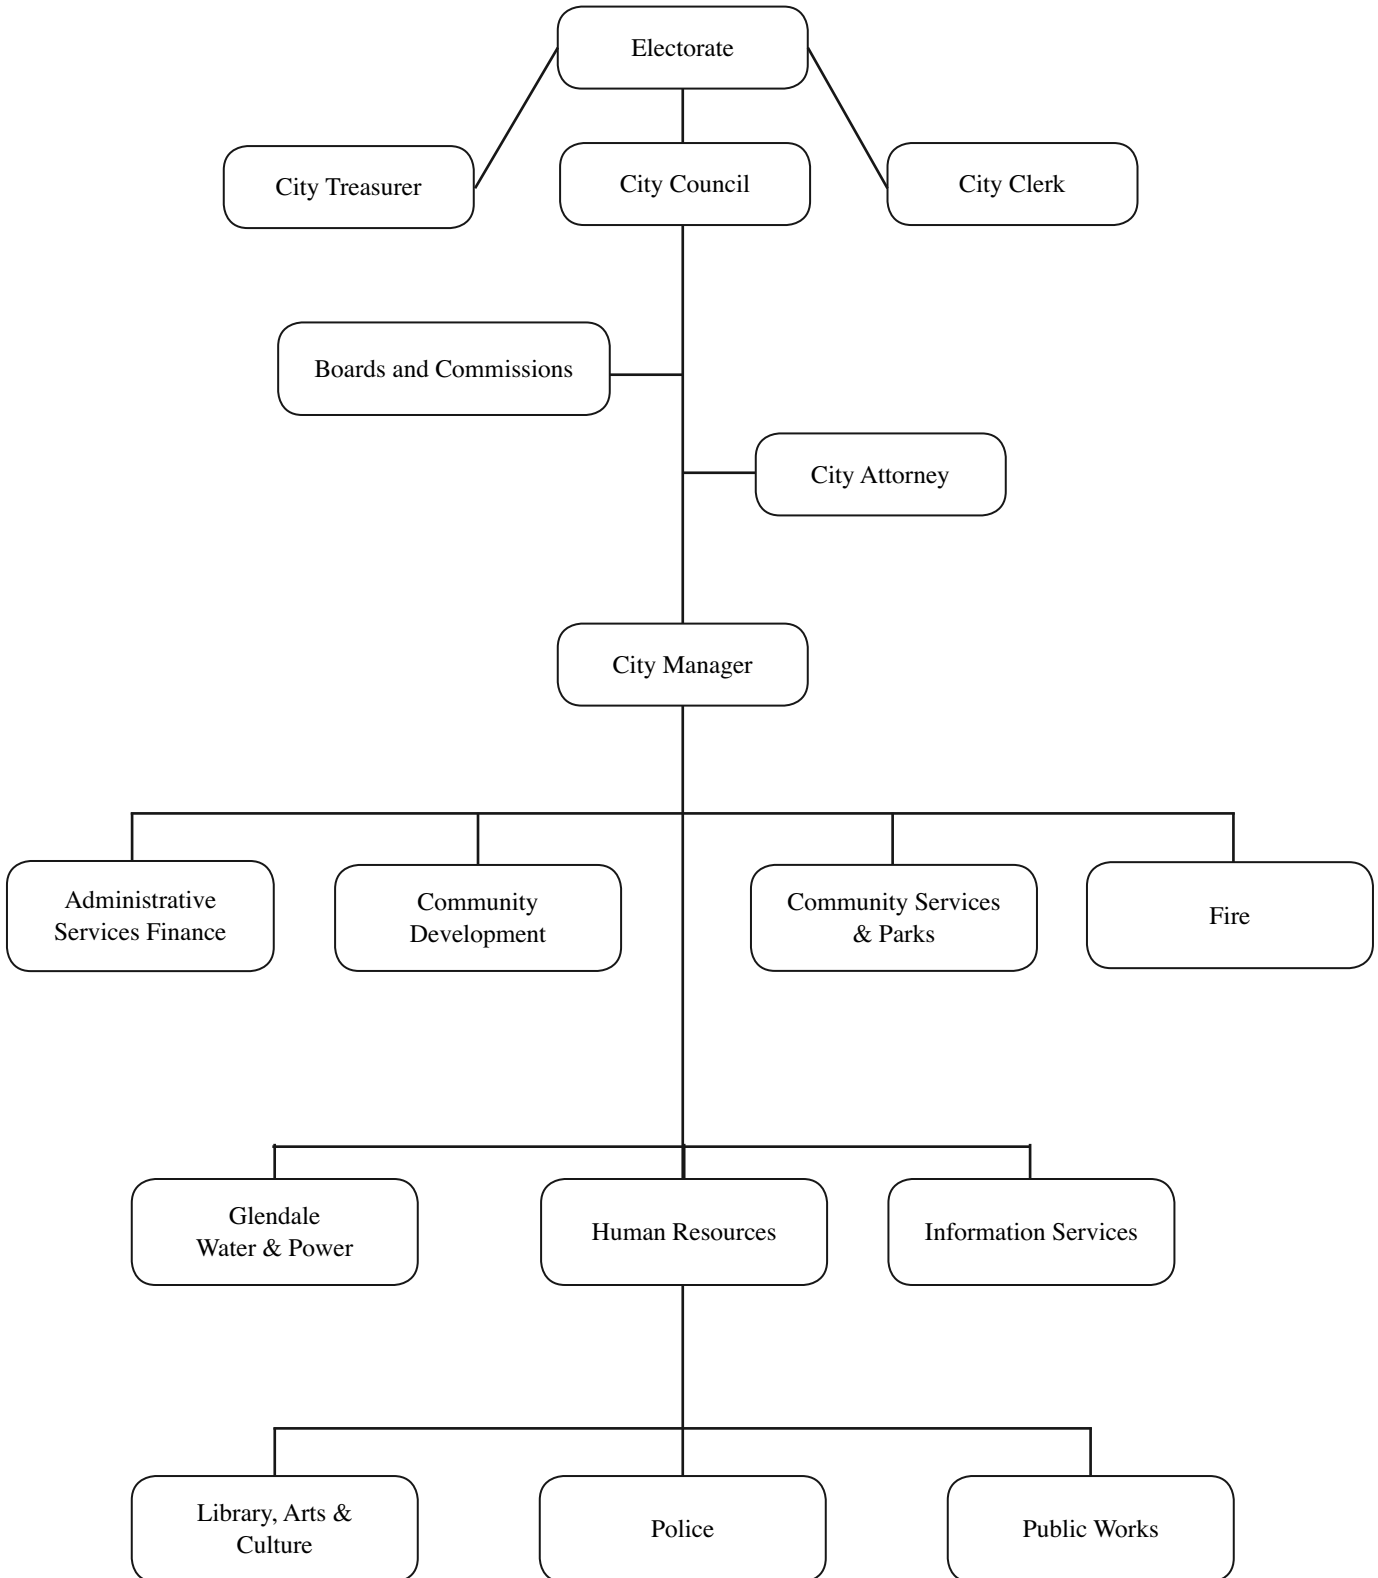 Electorate
City Treasurer
City Council
City Clerk
Boards and Commissions
City Attorney
City Manager
Administrative
Services Finance
Community
Development
Community Services
& Parks
Fire
Glendale
Water & Power
Human Resources
Information Services
Library, Arts &
Culture
Police
Public Works